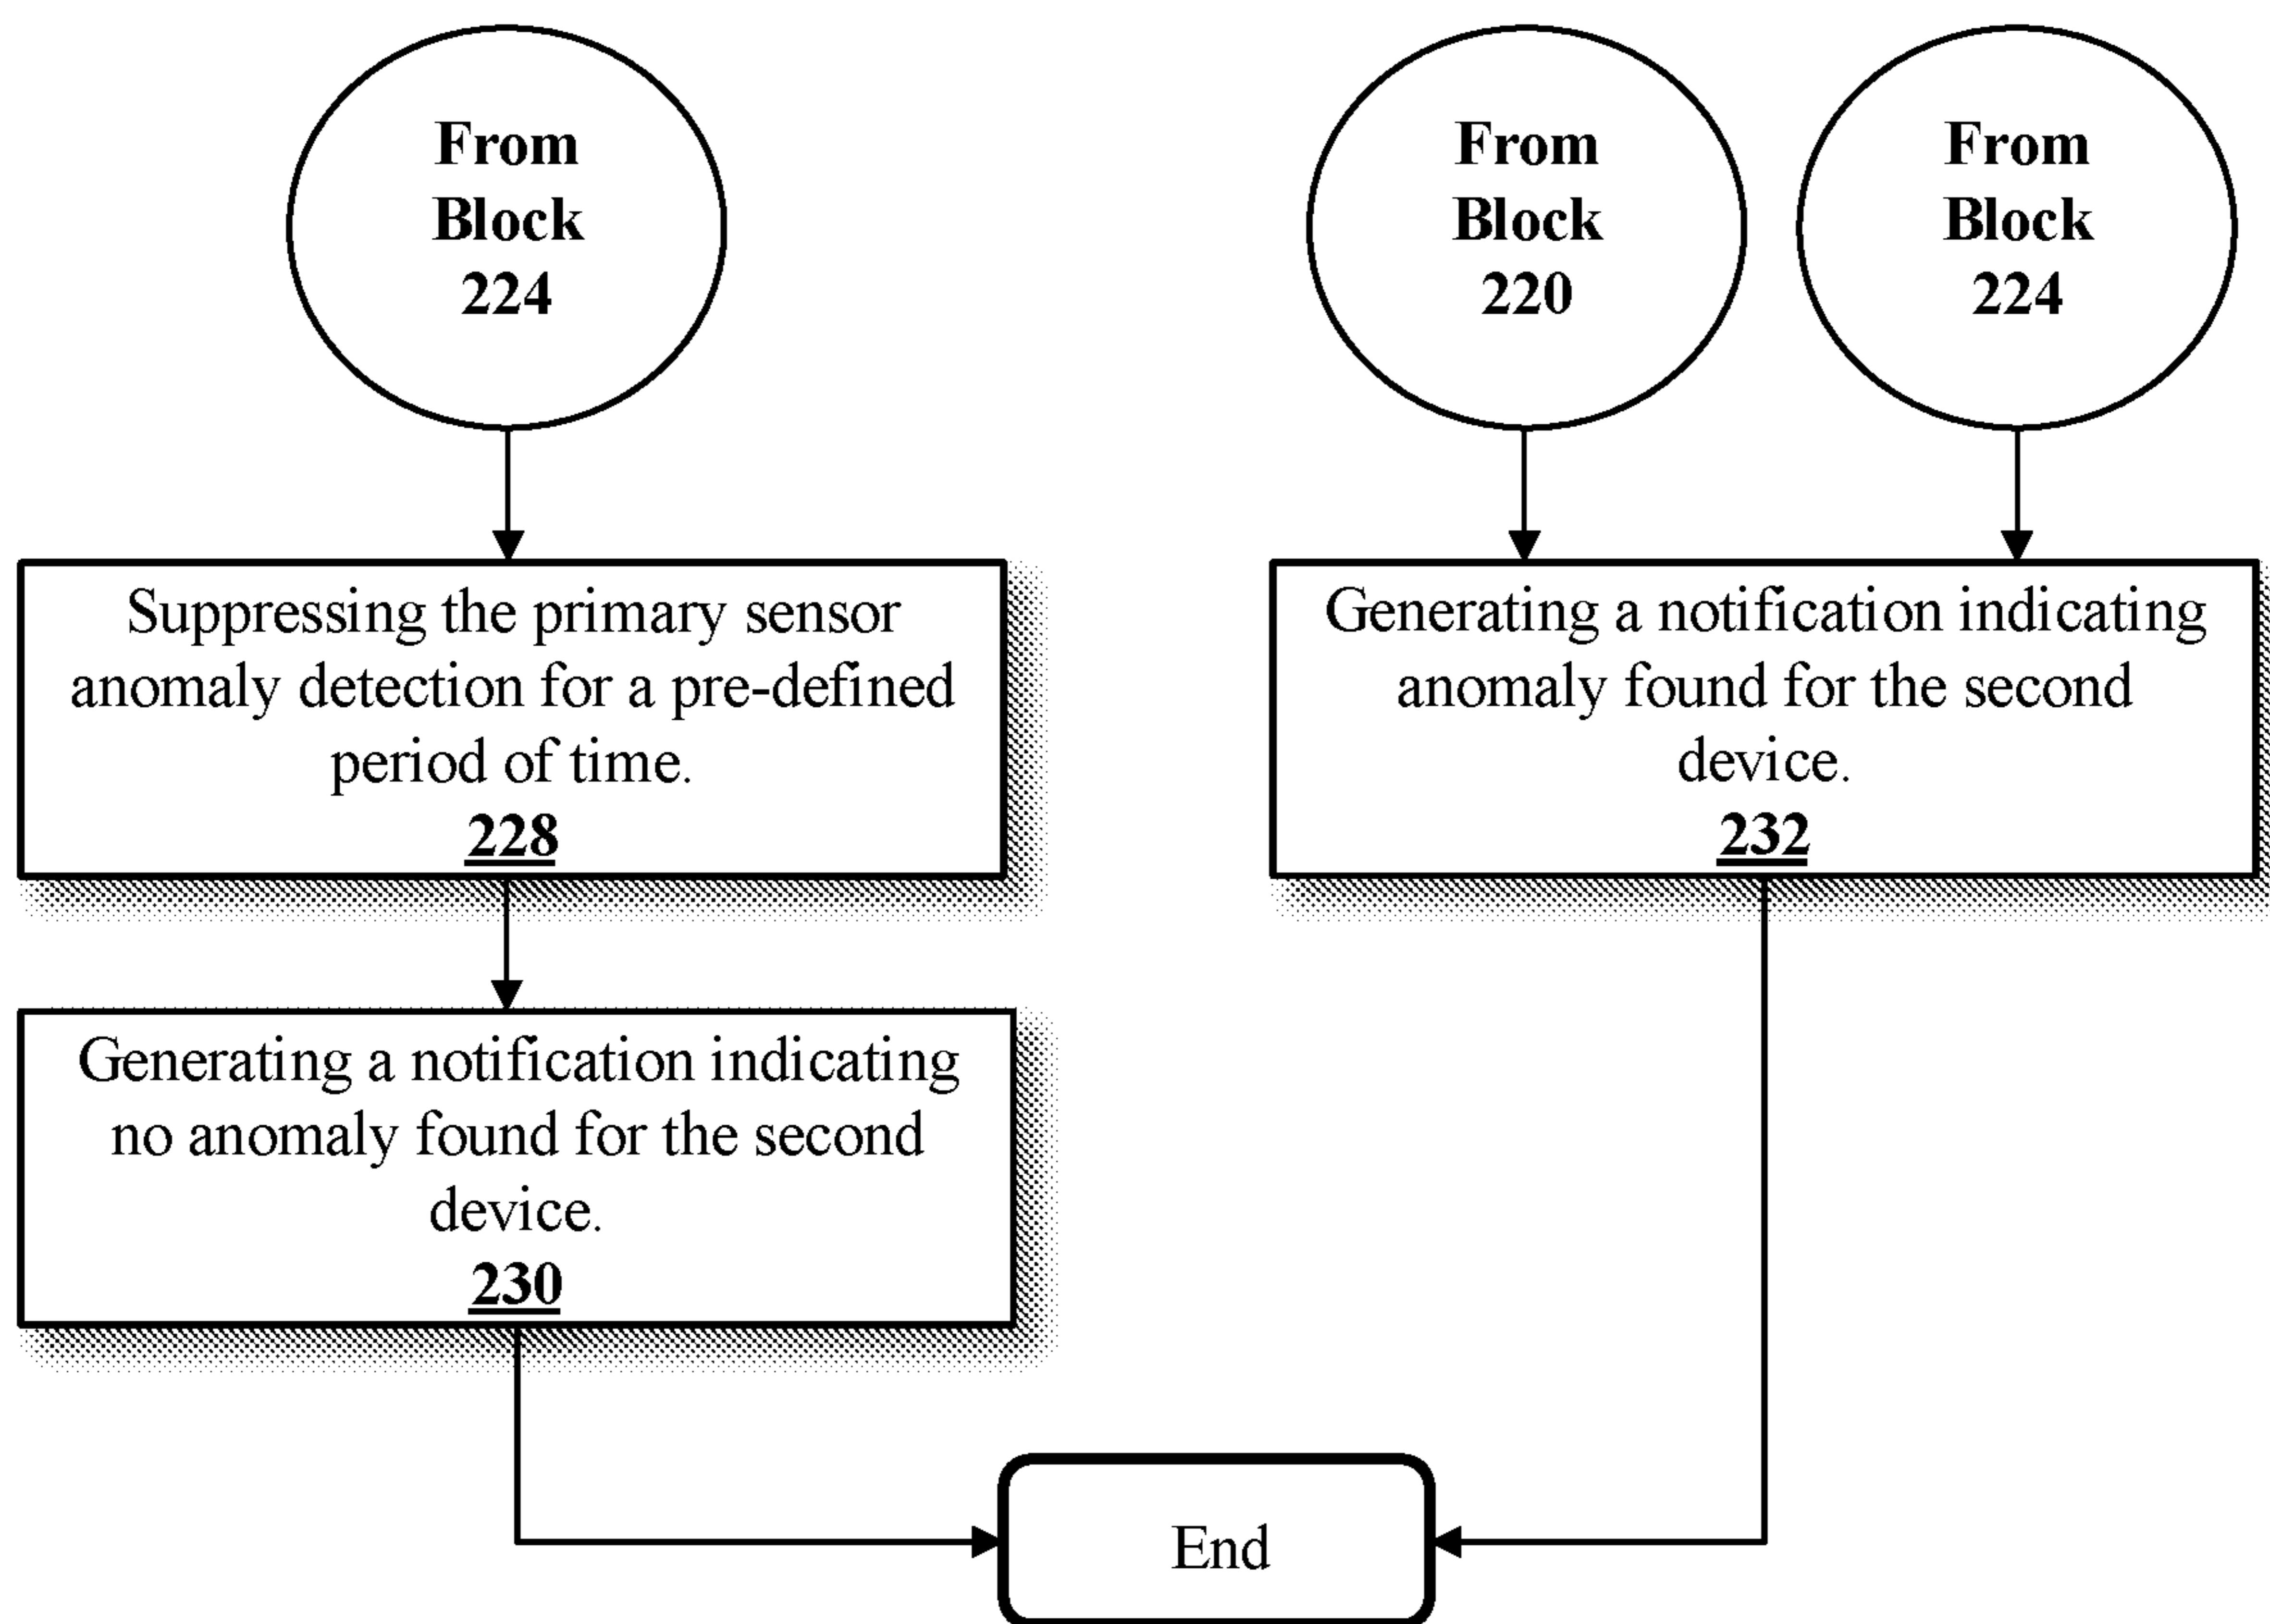 From
Block
224
From
Block
220
From
Block
224
Suppressing the primary sensor
anomaly detection for a pre-defined
period of time.
228
Generating a notification indicating
anomaly found for the second
device.
232
Generating a notification indicating
no anomaly found for the second
device.
230
End